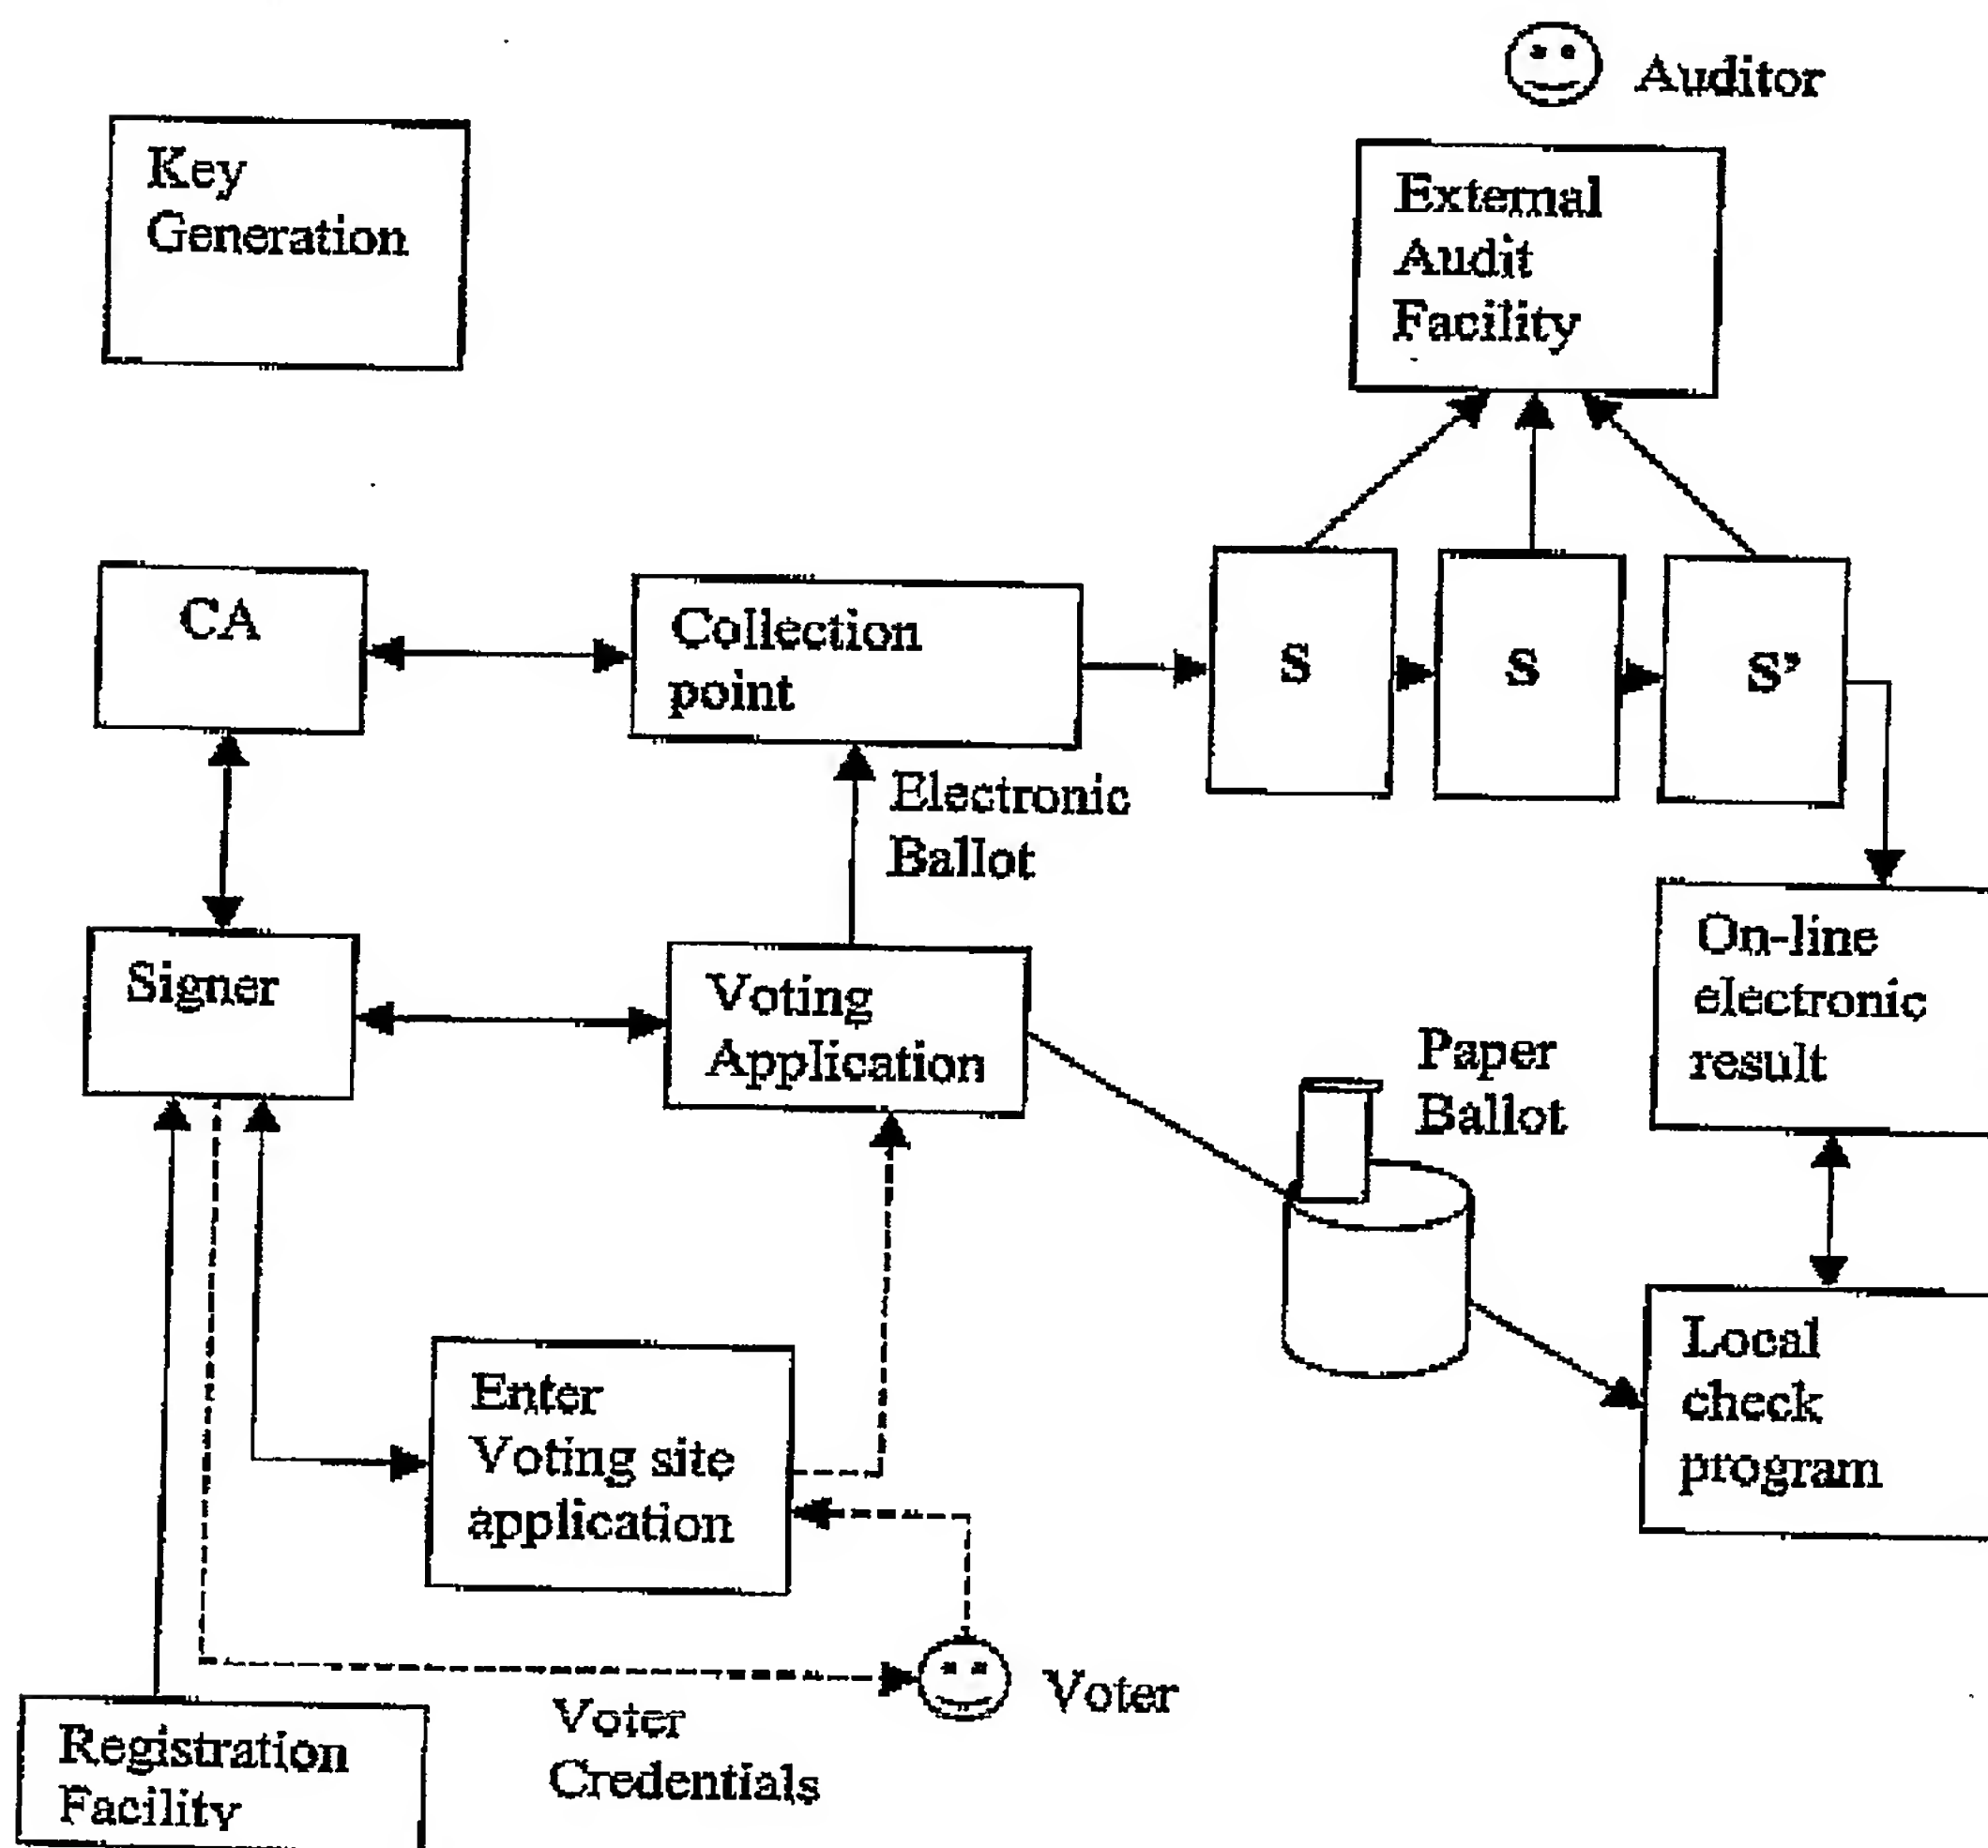 Auditor
Key
Generation
External
Audit
Facility
CA
Collection
point
S
S
S’
Electronic
Ballot
Signer
Voting
Application
On-line
electronic
result
Paper
Ballot
Enter
Voting site
application
Local
check
program
Voter
Voter
Credentials
Registration
Facility